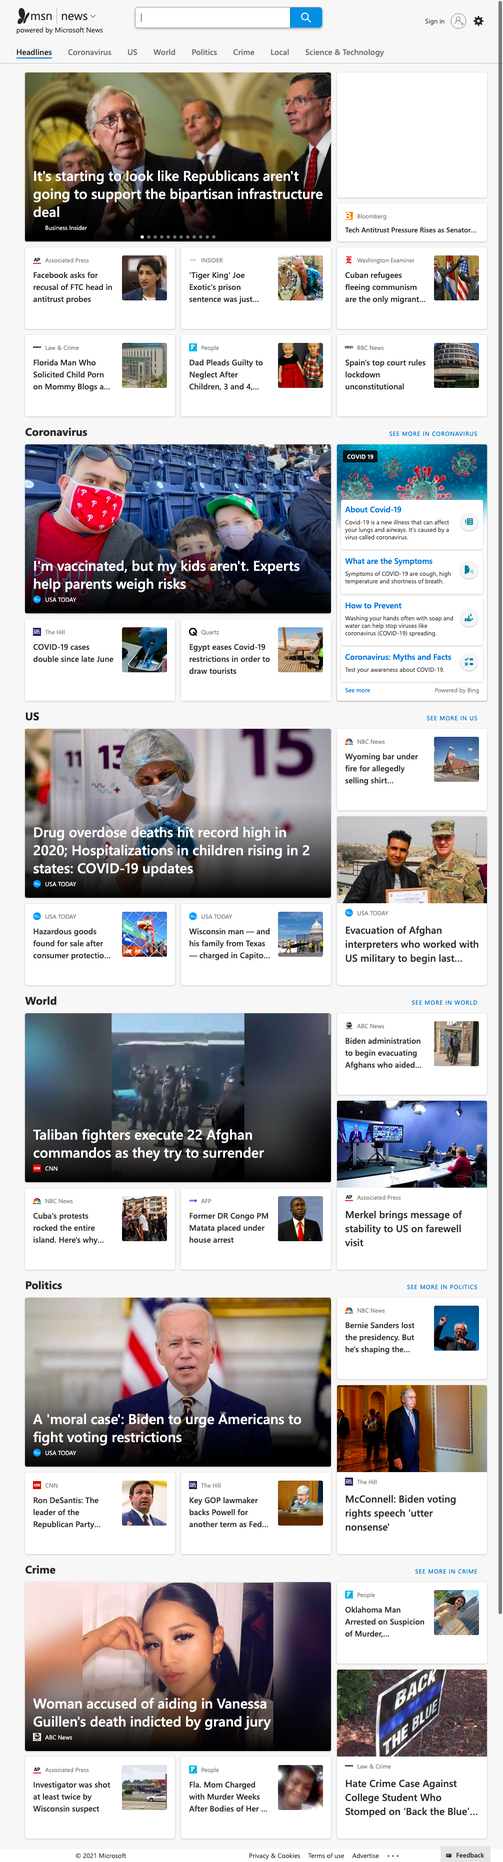 msn news
powered by Microsoft News
Sign in
Headlines Coronavirus US World Politics Crime Local Science & Technology
It's starting to look like Republicans aren't
going to support the bipartisan infrastructure
deal
Business Insider
Bloomberg
Tech Antitrust Pressure Rises as Senator...
AP Associated Press
Facebook asks for
recusal of FTC head in
antitrust probes
INSIDER
'Tiger King' Joe
Exotic's prison
sentence was just...
Washington Examiner
Cuban refugees
fleeing communism
are the only migrant...
Law & Crime
Florida Man Who
Solicited Child Porn
on Mommy Blogs a...
People
Dad Pleads Guilty to
Neglect After
Children, 3 and 4,...
BBC News
Spain's top court rules
lockdown
unconstitutional
Coronavirus
SEE MORE IN CORONAVIRUS
I'm vaccinated, but my kids aren't. Experts
help parents weigh risks
USA TODAY
COVID 19
About Covid-19
Covid-19 is a new illness that can affect
your lungs and airways. It's caused by a
virus called coronavirus.
What are the Symptoms
Symptoms of COVID-19 are cough, high
temperature and shortness of breath.
How to Prevent
Washing your hands often with soap and
water can help stop viruses like
coronavirus (COVID-19) spreading.
Coronavirus: Myths and Facts
Test your awareness about COVID-19.
See more
Powered by Bing
The Hill
COVID-19 cases
double since late June
Quartz
Egypt eases Covid-19
restrictions in order to
draw tourists
US
SEE MORE IN US
11 13 15
Drug overdose deaths hit record high in
2020; Hospitalizations in children rising in 2
states: COVID-19 updates
USA TODAY
NBC News
Wyoming bar under
fire for allegedly
selling shirt...
USA TODAY
Evacuation of Afghan
interpreters who worked with
US military to begin last...
USA TODAY
Hazardous goods
found for sale after
consumer protectio...
USA TODAY
Wisconsin man — and
his family from Texas
— charged in Capito...
World
SEE MORE IN WORLD
Taliban fighters execute 22 Afghan
commandos as they try to surrender
CNN
ABC News
Biden administration
to begin evacuating
Afghans who aided...
AP Associated Press
Merkel brings message of
stability to US on farewell
visit
NBC News
Cuba's protests
rocked the entire
island. Here's why...
AFP
Former DR Congo PM
Matata placed under
house arrest
Politics
SEE MORE IN POLITICS
A 'moral case': Biden to urge Americans to
fight voting restrictions
USA TODAY
NBC News
Bernie Sanders lost
the presidency. But
he's shaping the...
The Hill
McConnell: Biden voting
rights speech 'utter
nonsense'
CNN
Ron DeSantis: The
leader of the
Republican Party...
The Hill
Key GOP lawmaker
backs Powell for
another term as Fed...
Crime
SEE MORE IN CRIME
Woman accused of aiding in Vanessa
Guillen's death indicted by grand jury
ABC News
People
Oklahoma Man
Arrested on Suspicion
of Murder,...
BACK
THE BLUE
Law & Crime
Hate Crime Case Against
College Student Who
Stomped on 'Back the Blue'...
AP Associated Press
Investigator was shot
at least twice by
Wisconsin suspect
People
Fla. Mom Charged
with Murder Weeks
After Bodies of Her ...
© 2021 Microsoft
Privacy & Cookies Terms of use Advertise ...
Feedback